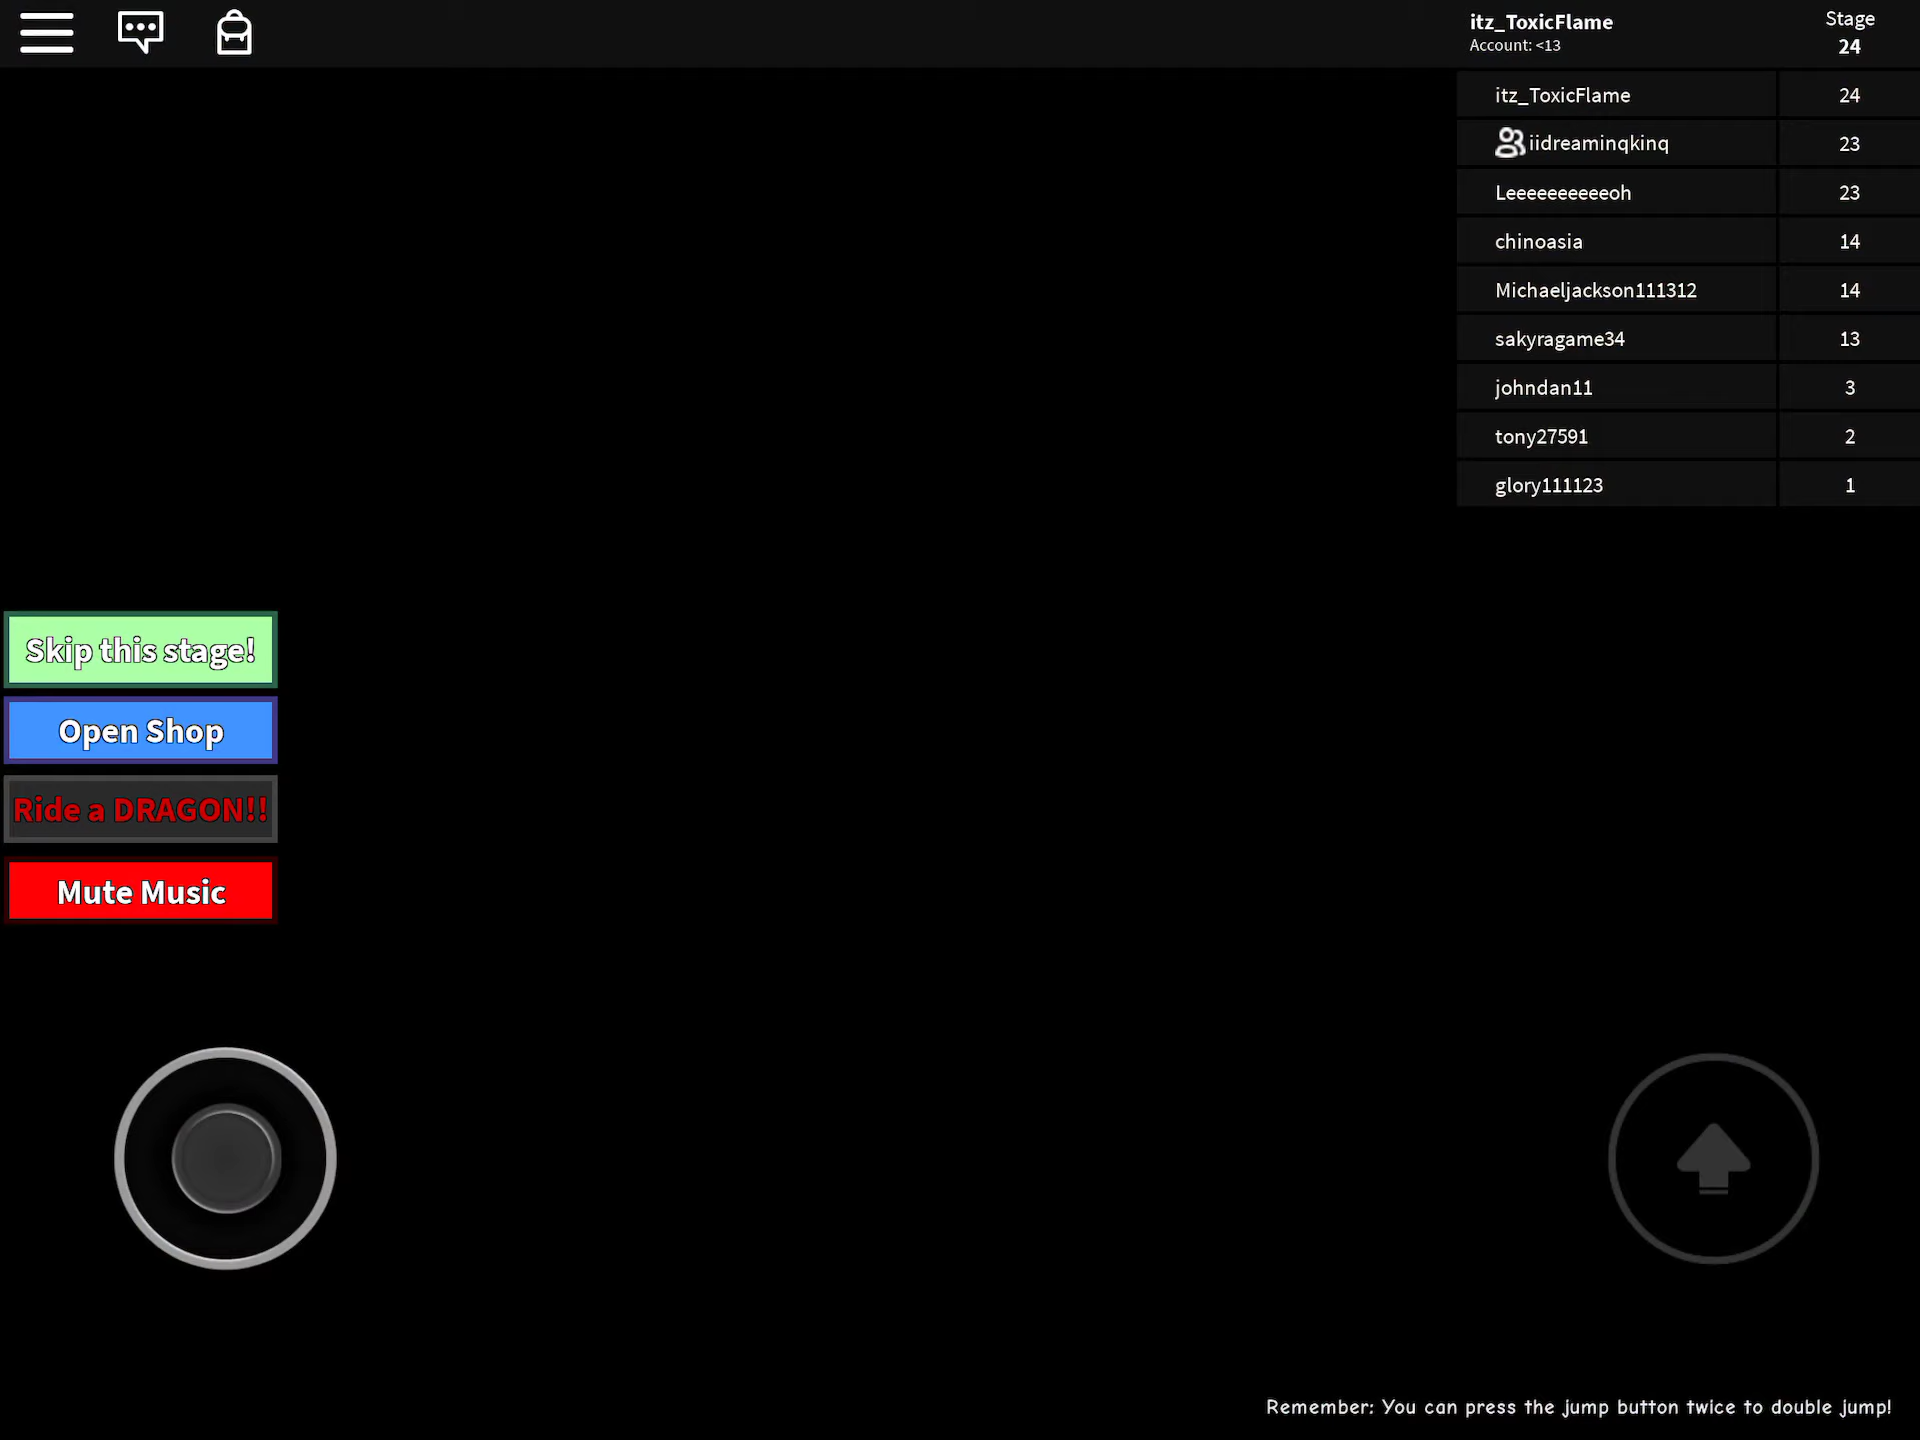 itz_ToxicFlame
Account: <13
Stage
24
itz_ToxicFlame 24
iidreaminqkinq 23
Leeeeeeeeeeoh 23
chinoasia 14
Michaeljackson111312 14
sakyragame34 13
johndan11 3
tony27591 2
glory111123 1
Skip this stage!
Open Shop
Ride a DRAGON!!
Mute Music
Remember: You can press the jump button twice to double jump!